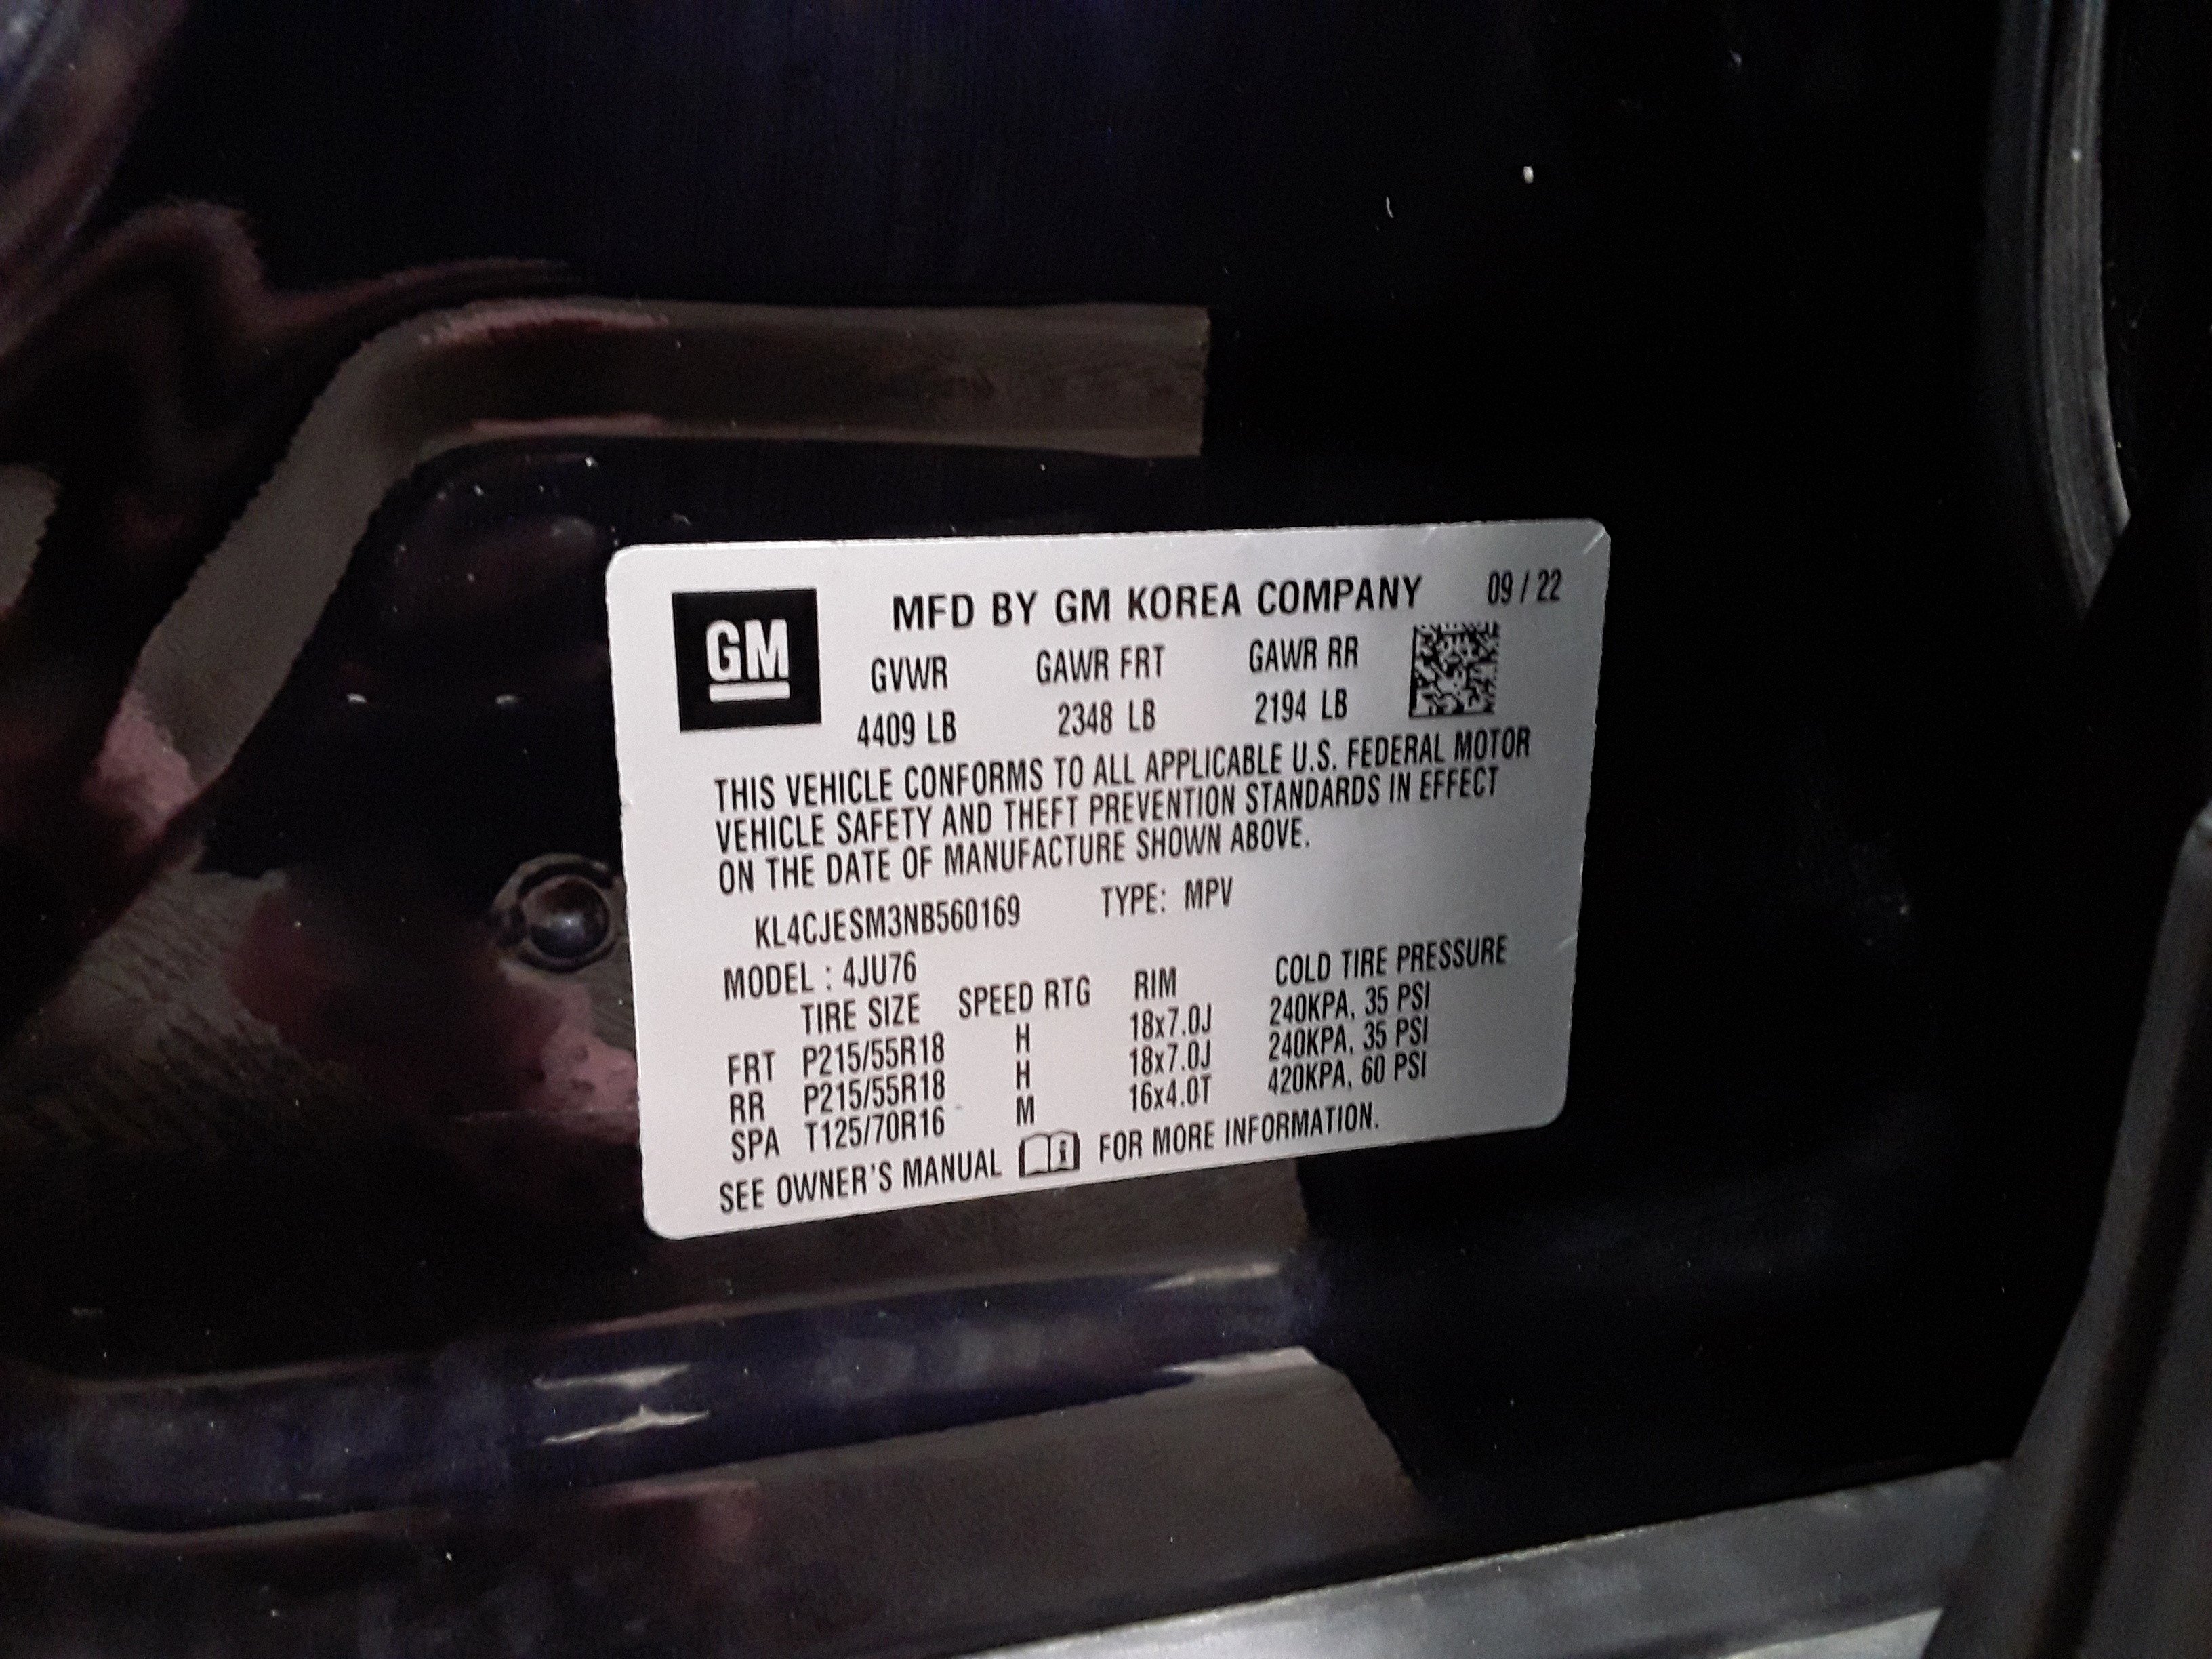 GM
MFD BY GM KOREA COMPANY 09 / 22
GVWR GAWR FRT GAWR RR
4409 LB 2348 LB 2194 LB
THIS VEHICLE CONFORMS TO ALL APPLICABLE U.S. FEDERAL MOTOR
VEHICLE SAFETY AND THEFT PREVENTION STANDARDS IN EFFECT
ON THE DATE OF MANUFACTURE SHOWN ABOVE.
KL4CJESM3NB560169 TYPE: MPV
MODEL : 4JU76
TIRE SIZE SPEED RTG RIM COLD TIRE PRESSURE
FRT P215/55R18 H 18x7.0J 240KPA, 35 PSI
RR P215/55R18 H 18x7.0J 240KPA, 35 PSI
SPA T125/70R16 M 16x4.0T 420KPA, 60 PSI
SEE OWNER'S MANUAL i FOR MORE INFORMATION.